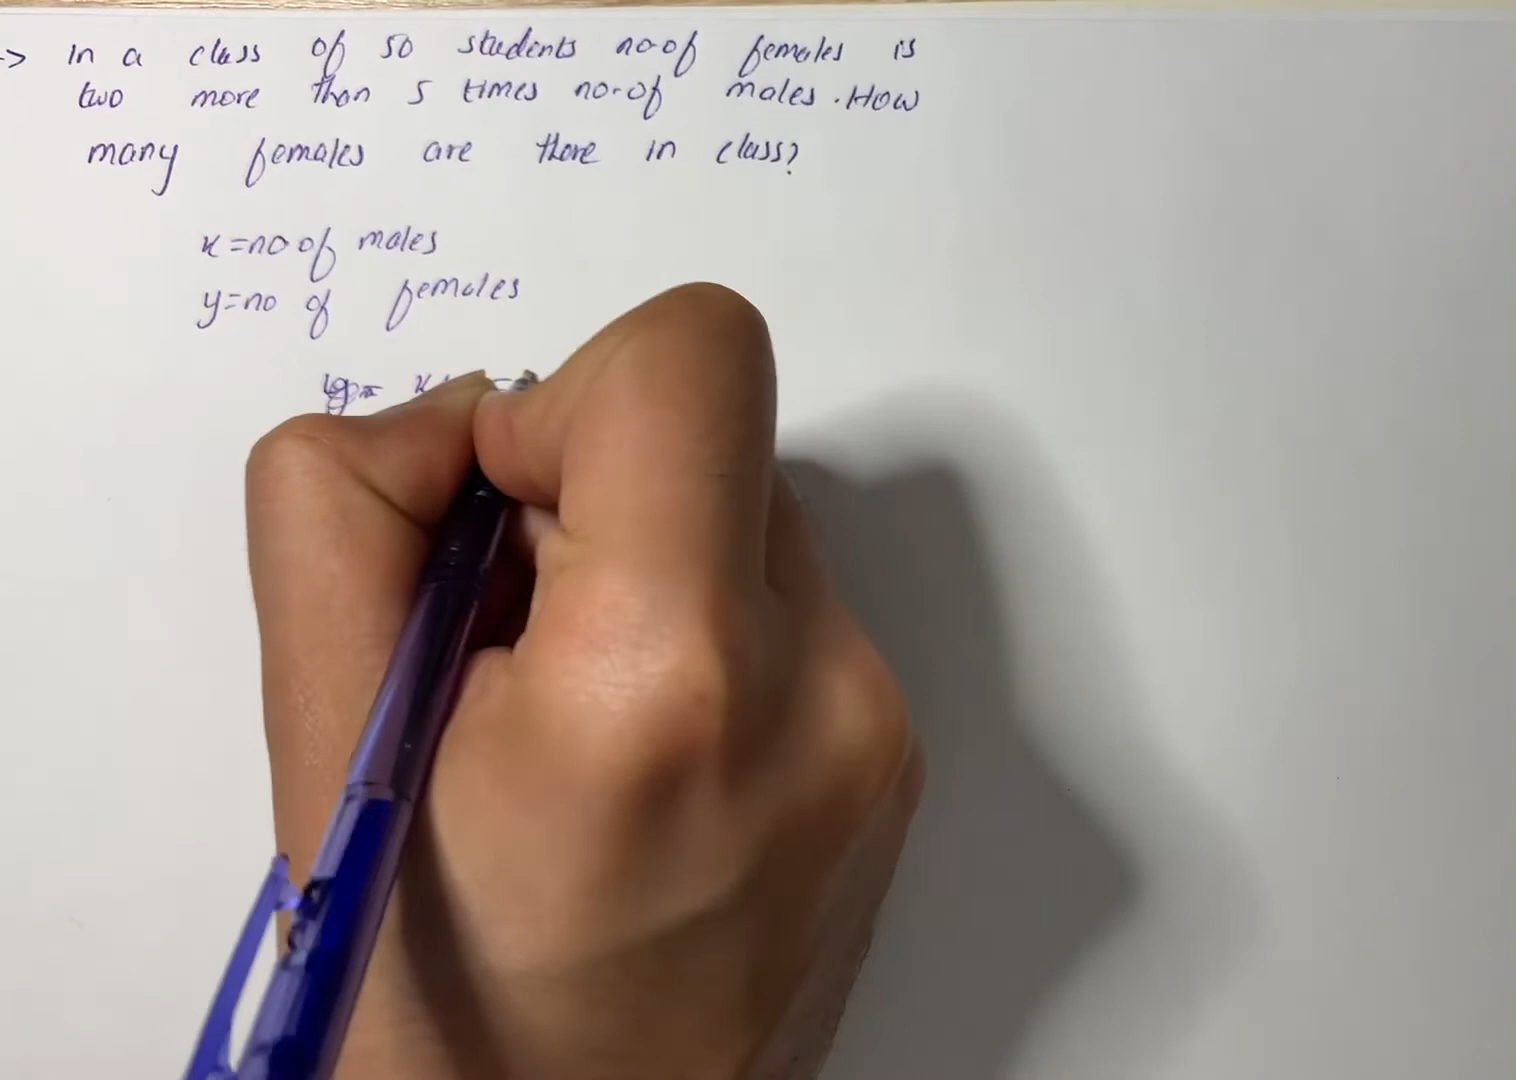 -> In a class of 50 students no.of females is
two more than 5 times no.of males. How
many females are there in class?
x=no of males
y=no of females
x